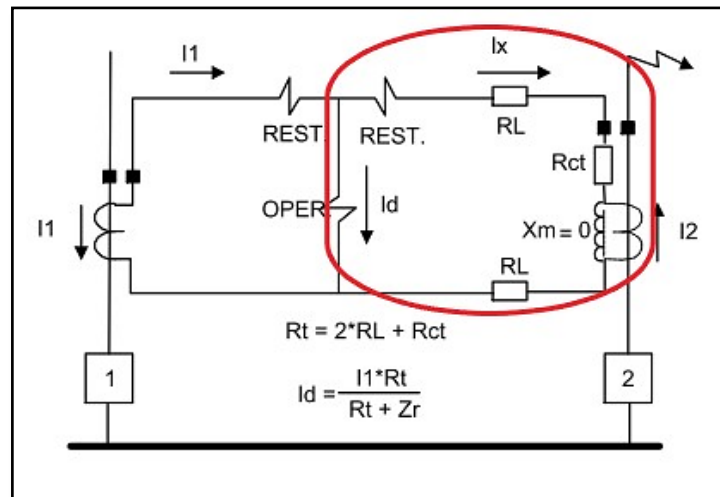 I1
Ix
REST.
REST.
RL
Rct
I1
OPER.
Id
Xm = 0
I2
RL
Rt = 2*RL + Rct
1
2
Id = I1*Rt
Rt + Zr